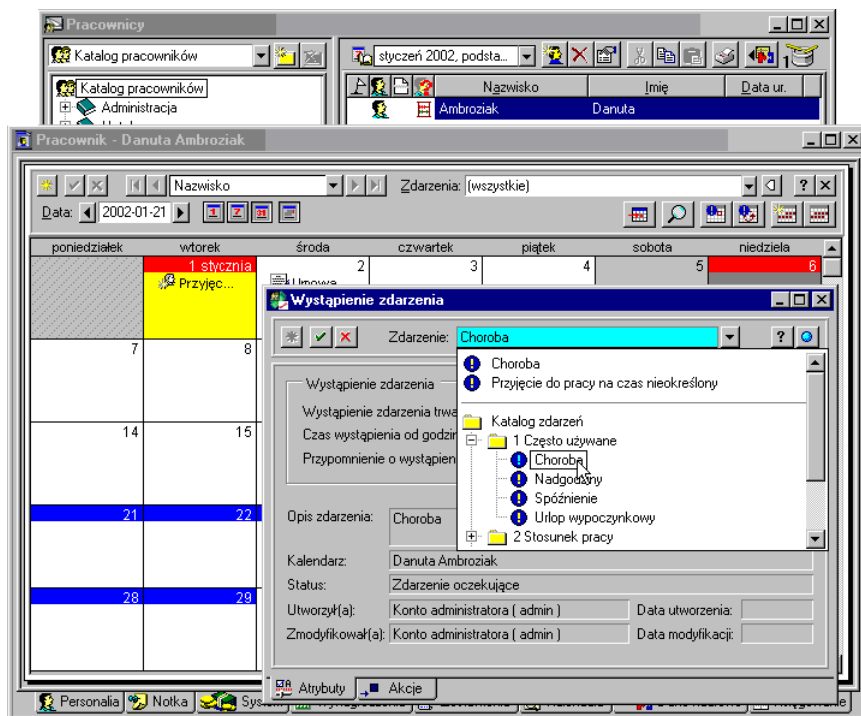 Pracownicy
Katalog pracowników
styczeń 2002, podsta...
Katalog pracowników
Administracja
Nazwisko Imię Data ur.
Ambroziak Danuta
Pracownik - Danuta Ambroziak
Nazwisko Zdarzenia: (wszystkie)
Data: 2002-01-21
poniedziałek wtorek środa czwartek piątek sobota niedziela
1 stycznia 2 3 4 5 6
Przyjęc... Umowa
Wystąpienie zdarzenia
Zdarzenie: Choroba
7 8
Choroba
Przyjęcie do pracy na czas nieokreślony
Wystąpienie zdarzenia
Wystąpienie zdarzenia trwa
Katalog zdarzeń
14 15
Czas wystąpienia od godzin
1 Często używane
Przypomnienie o wystąpien
Choroba
Nadgodziny
Spóźnienie
21 22
Opis zdarzenia: Choroba
Urlop wypoczynkowy
2 Stosunek pracy
Kalendarz: Danuta Ambroziak
Status: Zdarzenie oczekujące
28 29
Utworzył(a): Konto administratora ( admin ) Data utworzenia:
Zmodyfikował(a): Konto administratora ( admin ) Data modyfikacji:
Atrybuty Akcje
Personalia Notka